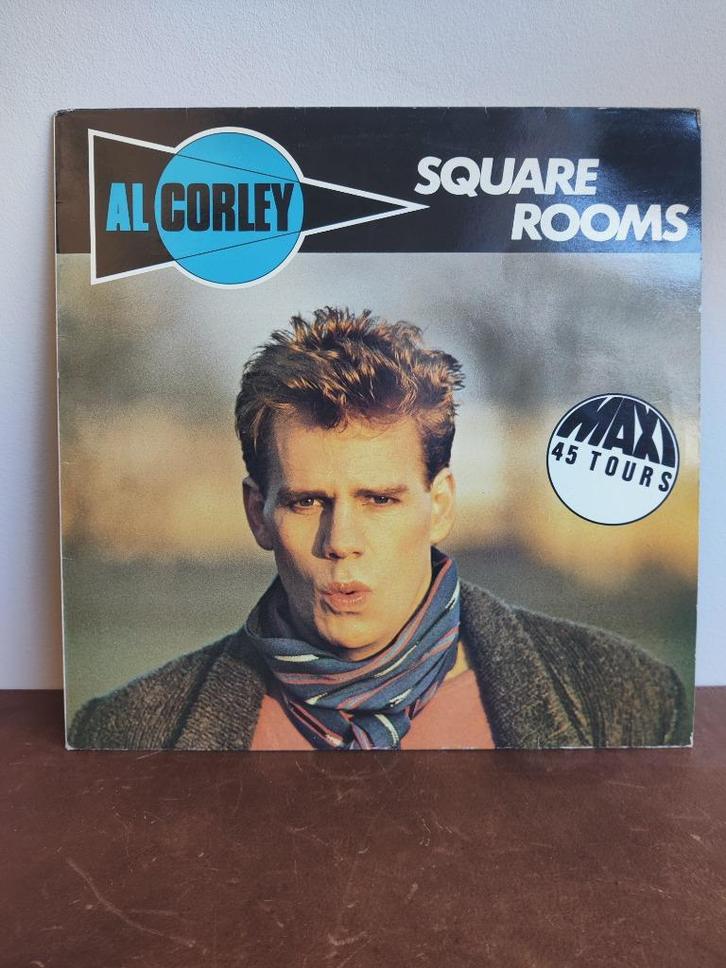 AL CORLEY
SQUARE
ROOMS
MAXI
45 TOURS